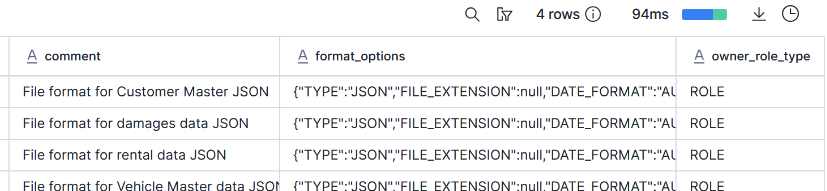 4 rows 94ms
A comment A format_options A owner_role_type
File format for Customer Master JSON {"TYPE":"JSON","FILE_EXTENSION":null,"DATE_FORMAT":"AU ROLE
File format for damages data JSON {"TYPE":"JSON","FILE_EXTENSION":null,"DATE_FORMAT":"AU ROLE
File format for rental data JSON {"TYPE":"JSON","FILE_EXTENSION":null,"DATE_FORMAT":"AU ROLE
File format for Vehicle Master data JSON {"TYPE":"JSON","FILE_EXTENSION":null,"DATE_FORMAT":"AU ROLE